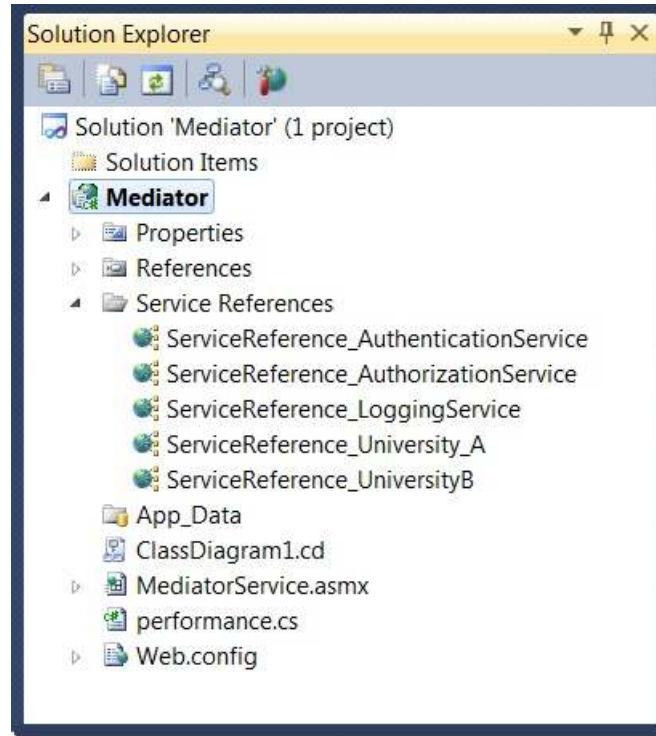 Solution Explorer
Solution 'Mediator' (1 project)
Solution Items
Mediator
Properties
References
Service References
ServiceReference_AuthenticationService
ServiceReference_AuthorizationService
ServiceReference_LoggingService
ServiceReference_University_A
ServiceReference_UniversityB
App_Data
ClassDiagram1.cd
MediatorService.asmx
performance.cs
Web.config